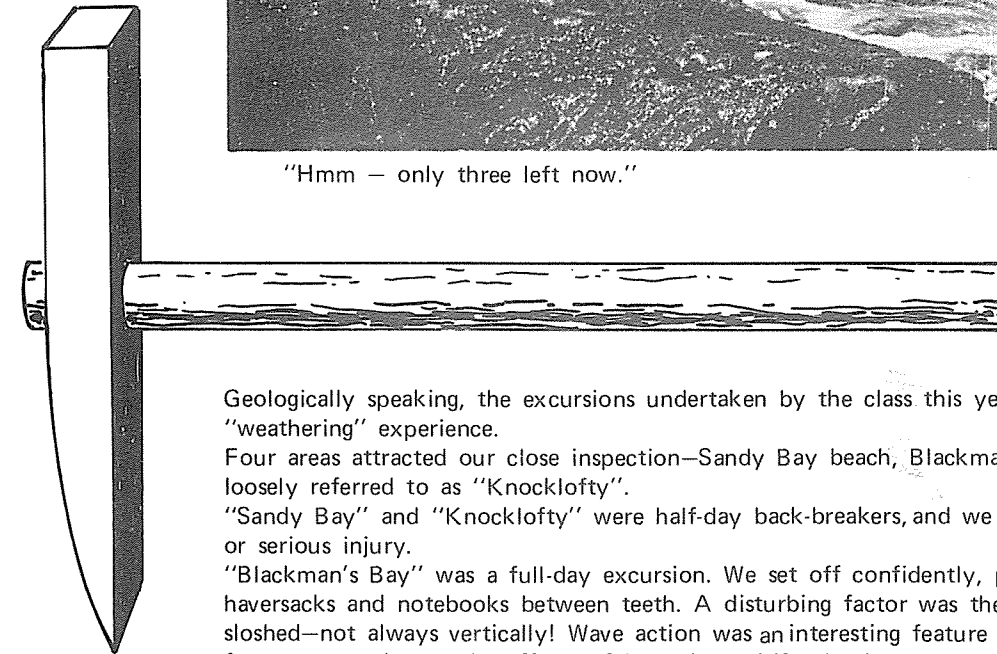 "Hmm – only three left now."
Geologically speaking, the excursions undertaken by the class this
"weathering" experience.
Four areas attracted our close inspection—Sandy Bay beach,
loosely referred to as "Knocklofty".
"Sandy Bay" and "Knocklofty" were half-day back-breakers, and we
or serious injury.
"Blackman's Bay" was a full-day excursion. We set off confidently,
haversacks and notebooks between teeth. A disturbing factor was
sloshed—not always vertically! Wave action was an interesting feature